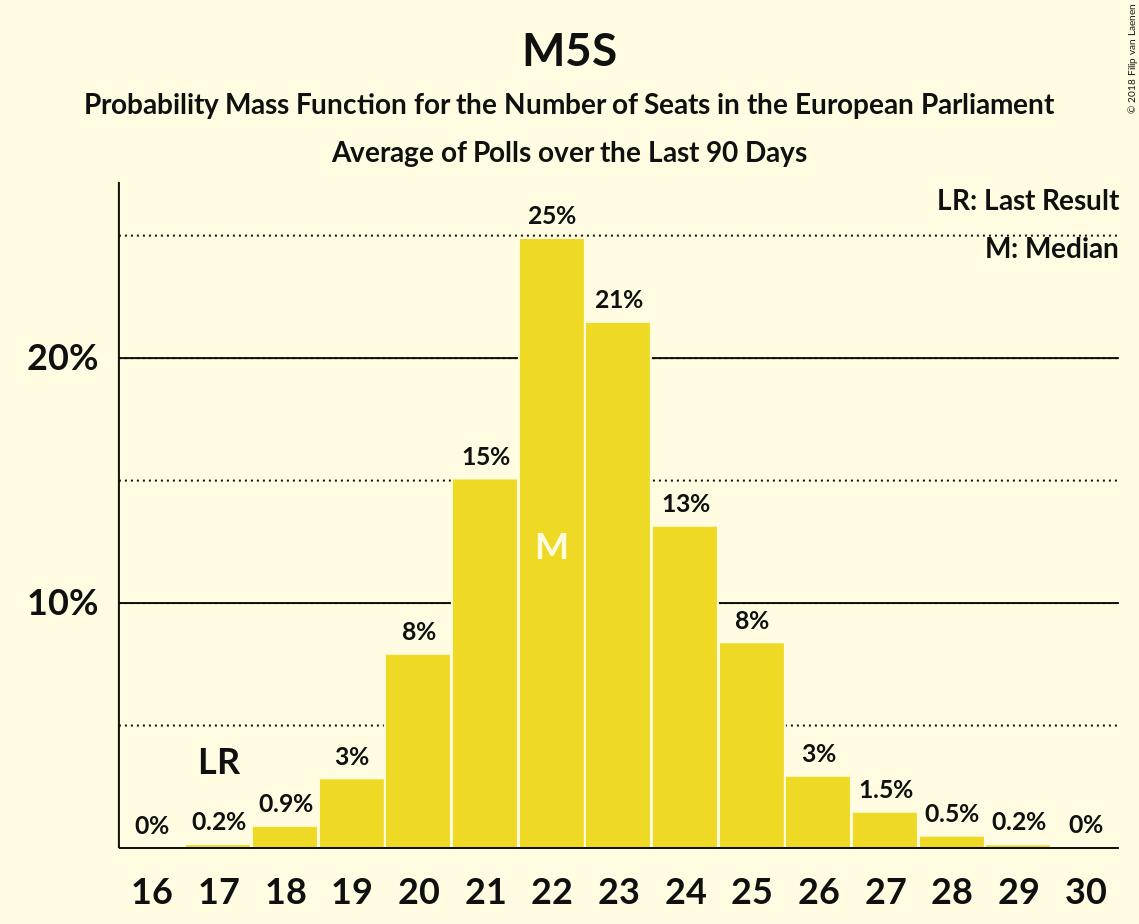 M5S
Probability Mass Function for the Number of Seats in the European Parliament
Average of Polls over the Last 90 Days
© 2018 Filip van Laenen
LR: Last Result
M: Median
25%
21%
20%
15%
13%
M
10%
8%
8%
LR
3%
3%
1.5%
0.9%
0.5%
0%
0.2%
0.2%
0%
16 17 18 19 20 21 22 23 24 25 26 27 28 29 30